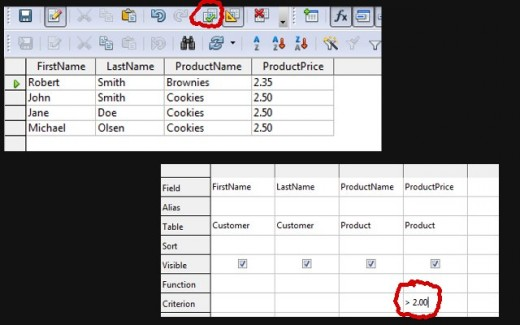 fx
A Z
Z A
FirstName LastName ProductName ProductPrice
Robert Smith Brownies 2.35
John Smith Cookies 2.50
Jane Doe Cookies 2.50
Michael Olsen Cookies 2.50
Field FirstName LastName ProductName ProductPrice
Alias
Table Customer Customer Product Product
Sort
Visible
Function
Criterion > 2.00